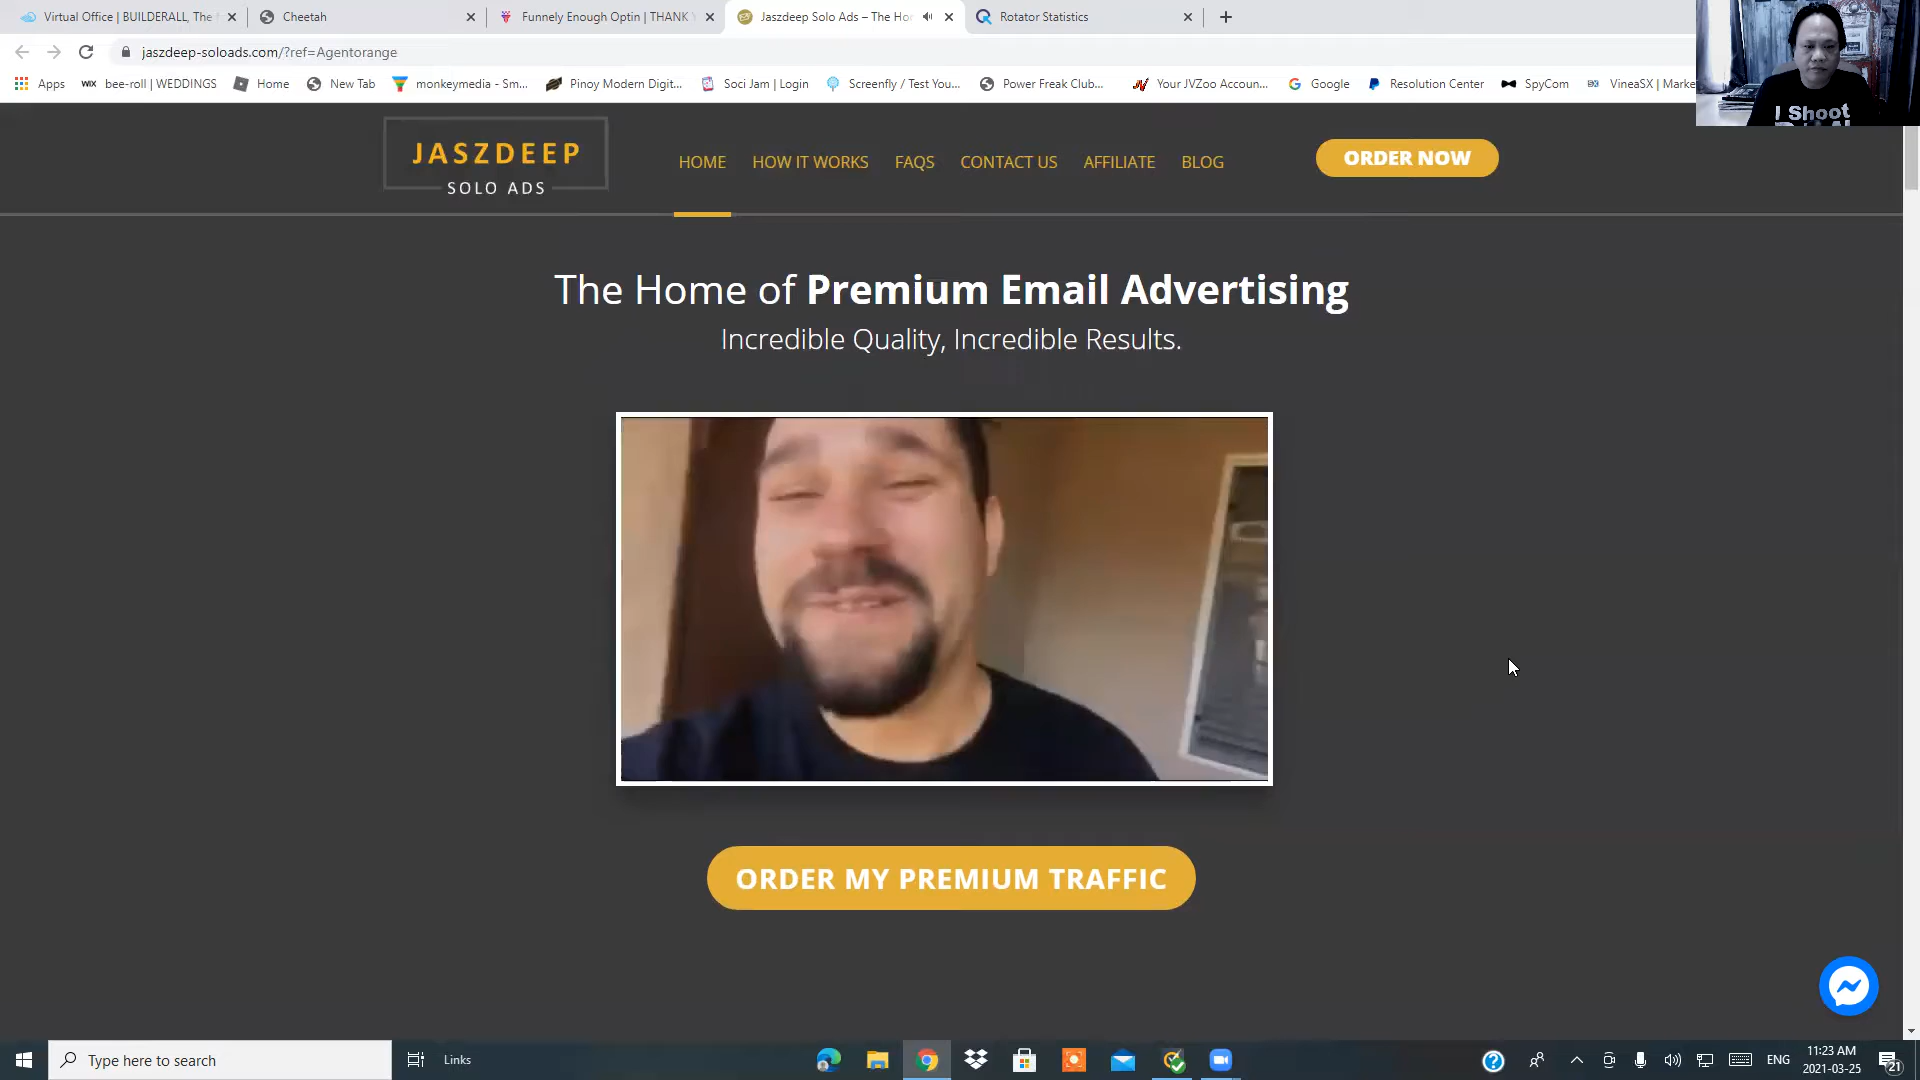 Virtual Office | BUILDERALL, The
Cheetah
Funnely Enough Optin | THANK
Jaszdeep Solo Ads – The Ho
Rotator Statistics
jaszdeep-soloads.com/?ref=Agentorange
Apps
WIX bee-roll | WEDDINGS
Home
New Tab
monkeymedia - Sm...
Pinoy Modern Digit...
Soci Jam | Login
Screenfly / Test You...
Power Freak Club...
Your JVZoo Accoun...
Google
Resolution Center
SpyCom
VineaSX | Marke
I Shoot
JASZDEEP
SOLO ADS
HOME
HOW IT WORKS
FAQS
CONTACT US
AFFILIATE
BLOG
ORDER NOW
The Home of Premium Email Advertising
Incredible Quality, Incredible Results.
ORDER MY PREMIUM TRAFFIC
Type here to search
Links
ENG
11:23 AM
2021-03-25
21